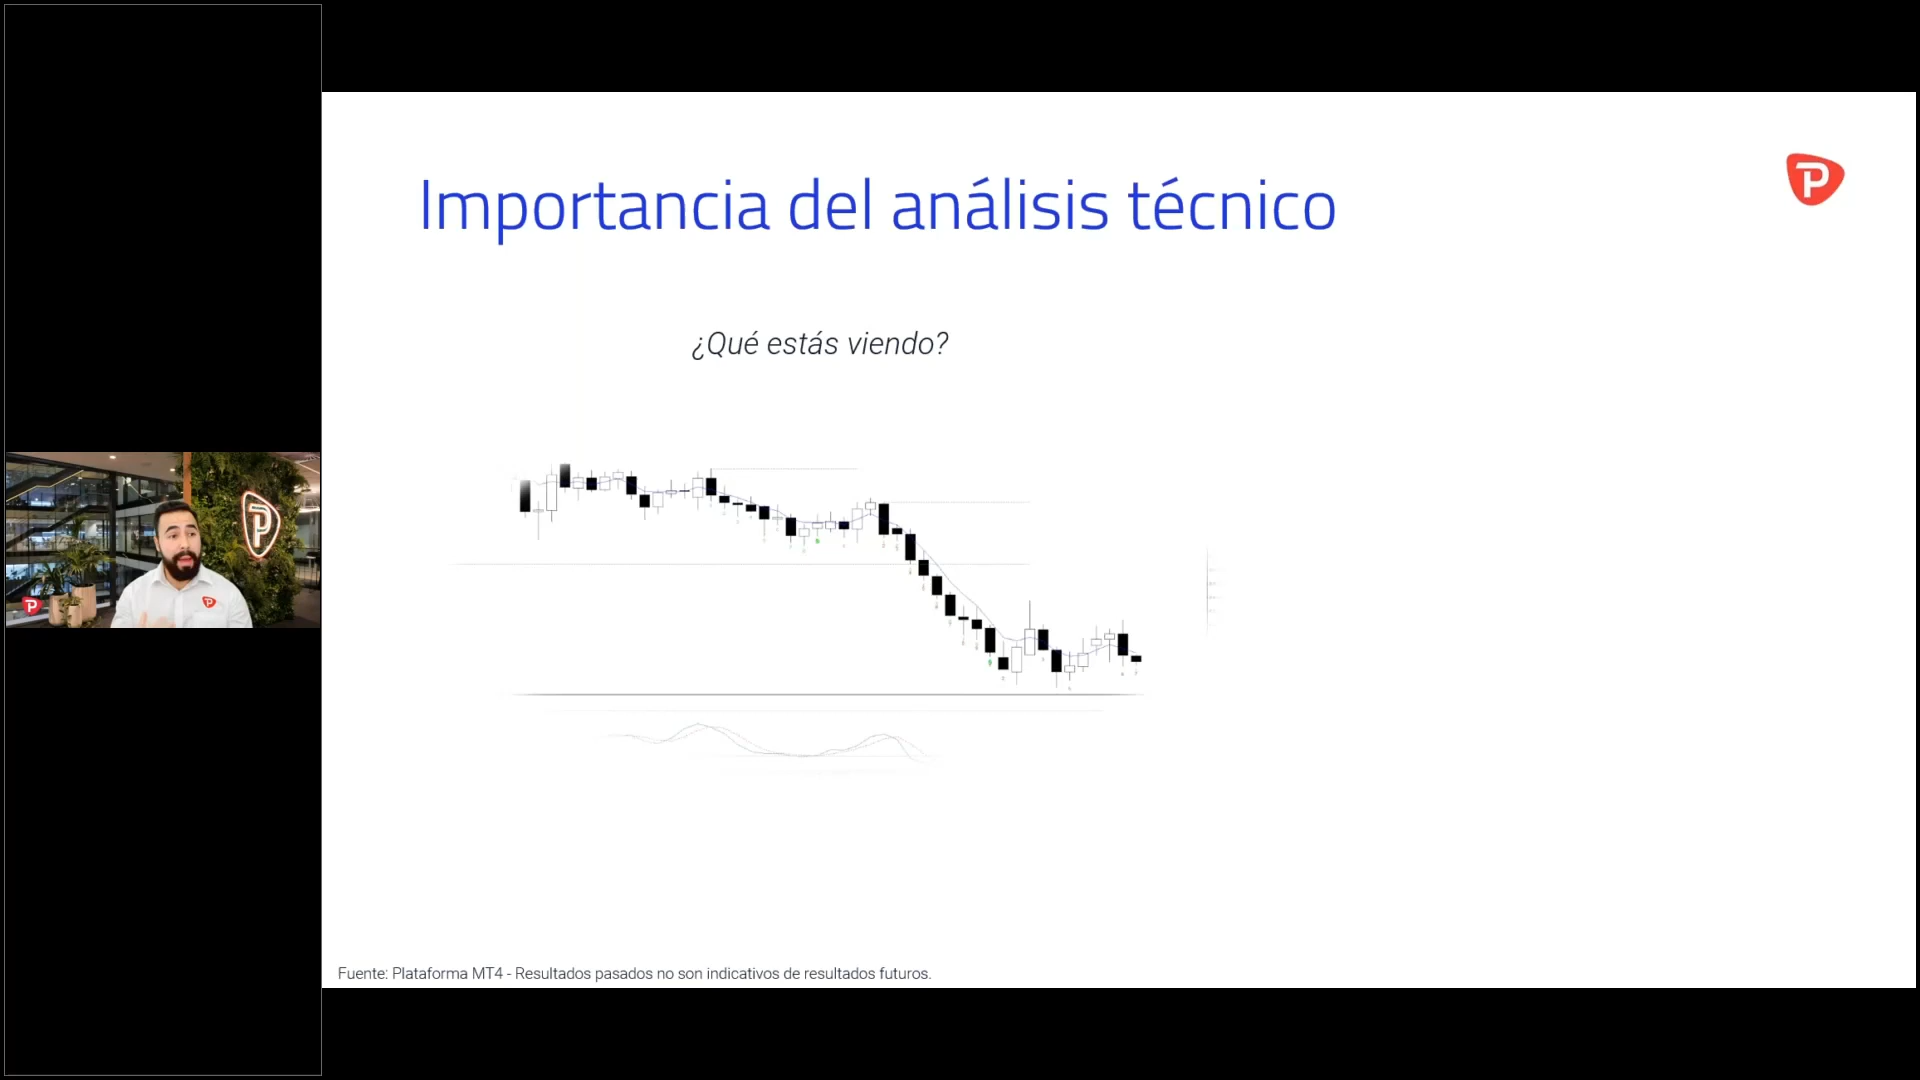 Importancia del análisis técnico
¿Qué estás viendo?
Fuente: Plataforma MT4 - Resultados pasados no son indicativos de resultados futuros.